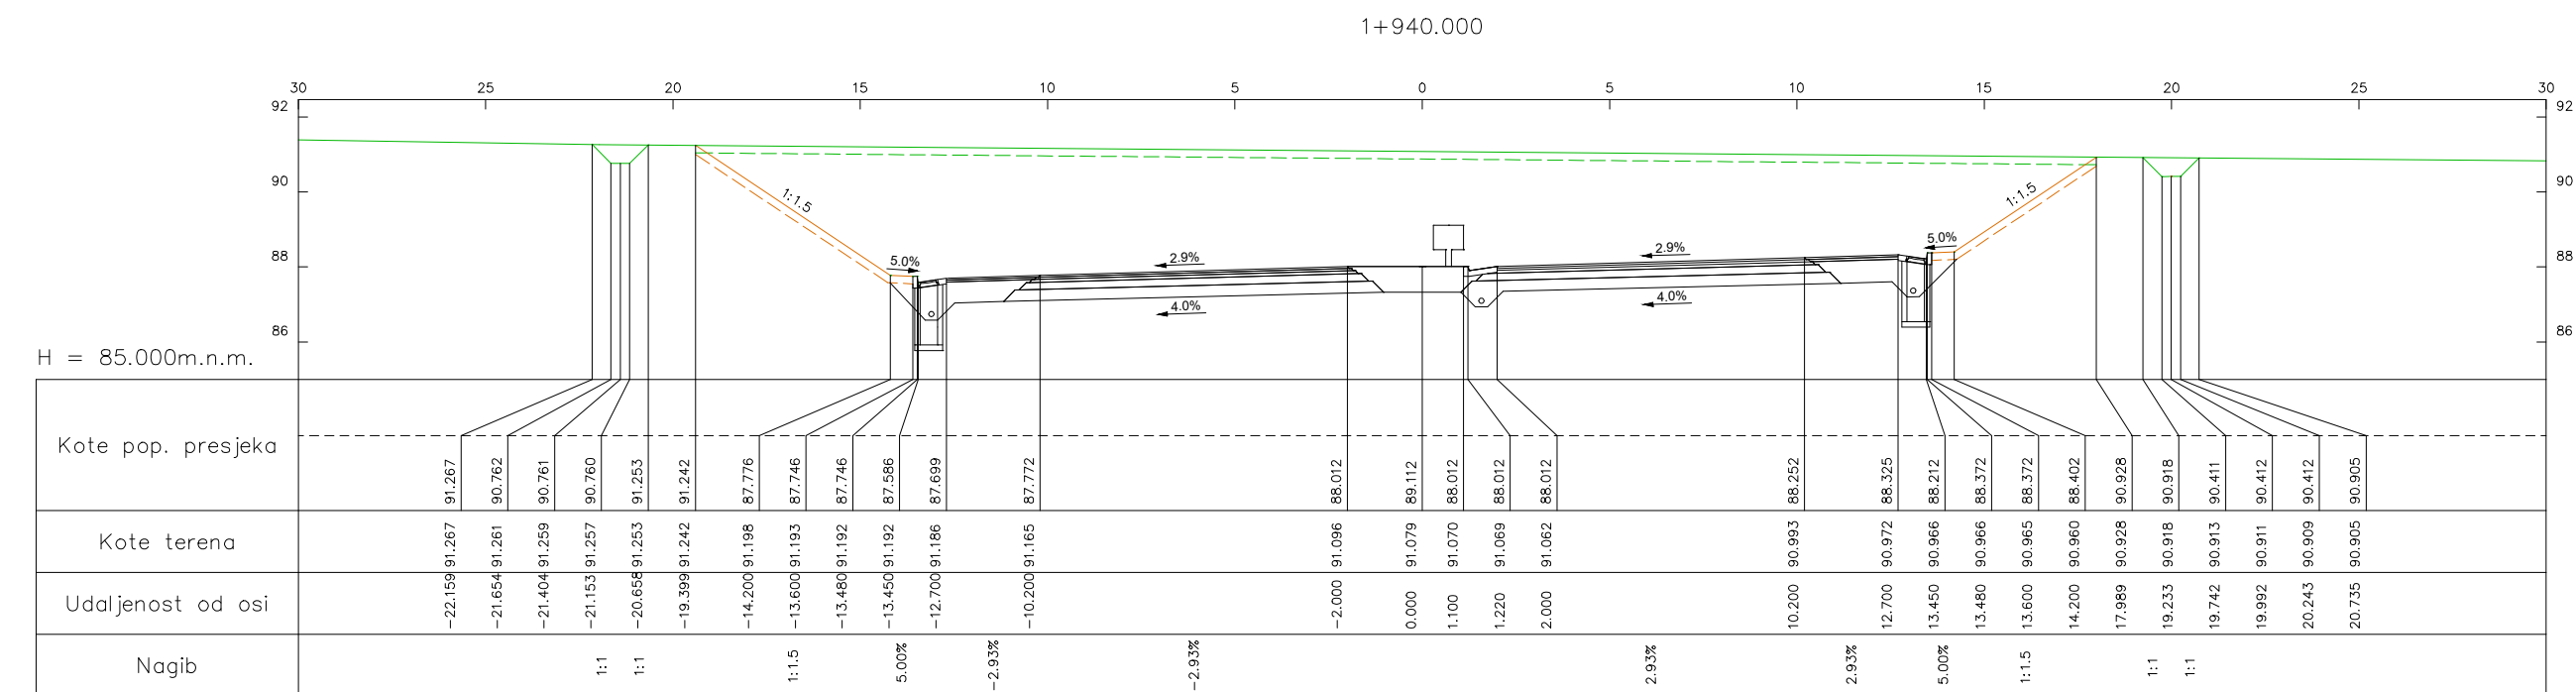 1+940.000
30 25 20 15 10 5 0 5 10 15 20 25 30
92 92
90 90
1:1.5 1:1.5
88 88
5.0% 2.9% 2.9% 5.0%
4.0% 4.0%
86 86
H = 85.000m.n.m.
Kote pop. presjeka 91.267 90.762 90.761 90.760 91.253 91.242 87.776 87.746 87.746 87.586 87.699 87.772 88.012 89.112 88.012 88.012 88.012 88.252 88.325 88.212 88.372 88.372 88.402 90.928 90.918 90.411 90.412 90.412 90.905
Kote terena 91.267 91.261 91.259 91.257 91.253 91.242 91.198 91.193 91.192 91.192 91.186 91.165 91.096 91.079 91.070 91.069 91.062 90.993 90.972 90.966 90.966 90.965 90.960 90.928 90.918 90.913 90.911 90.909 90.905
Udaljenost od osi -22.159 -21.654 -21.404 -21.153 -20.658 -19.399 -14.200 -13.600 -13.480 -13.450 -12.700 -10.200 -2.000 0.000 1.100 1.220 2.000 10.200 12.700 13.450 13.480 13.600 14.200 17.989 19.233 19.742 19.992 20.243 20.735
Nagib 1:1 1:1 1:1.5 5.00% -2.93% -2.93% 2.93% 2.93% 5.00% 1:1.5 1:1 1:1